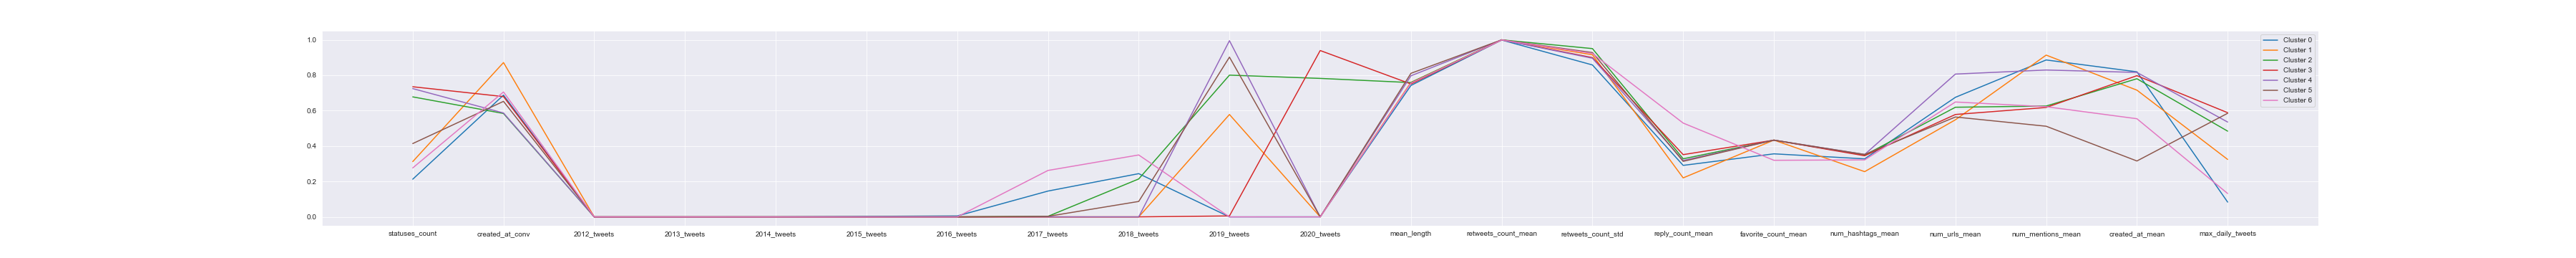 1.0
0.8
0.6
0.4
0.2
0.0
statuses_count created_at_conv 2012_tweets 2013_tweets 2014_tweets 2015_tweets 2016_tweets 2017_tweets 2018_tweets 2019_tweets 2020_tweets mean_length retweets_count_mean retweets_count_std reply_count_mean favorite_count_mean num_hashtags_mean num_urls_mean num_mentions_mean created_at_mean max_daily_tweets
Cluster 0
Cluster 1
Cluster 2
Cluster 3
Cluster 4
Cluster 5
Cluster 6